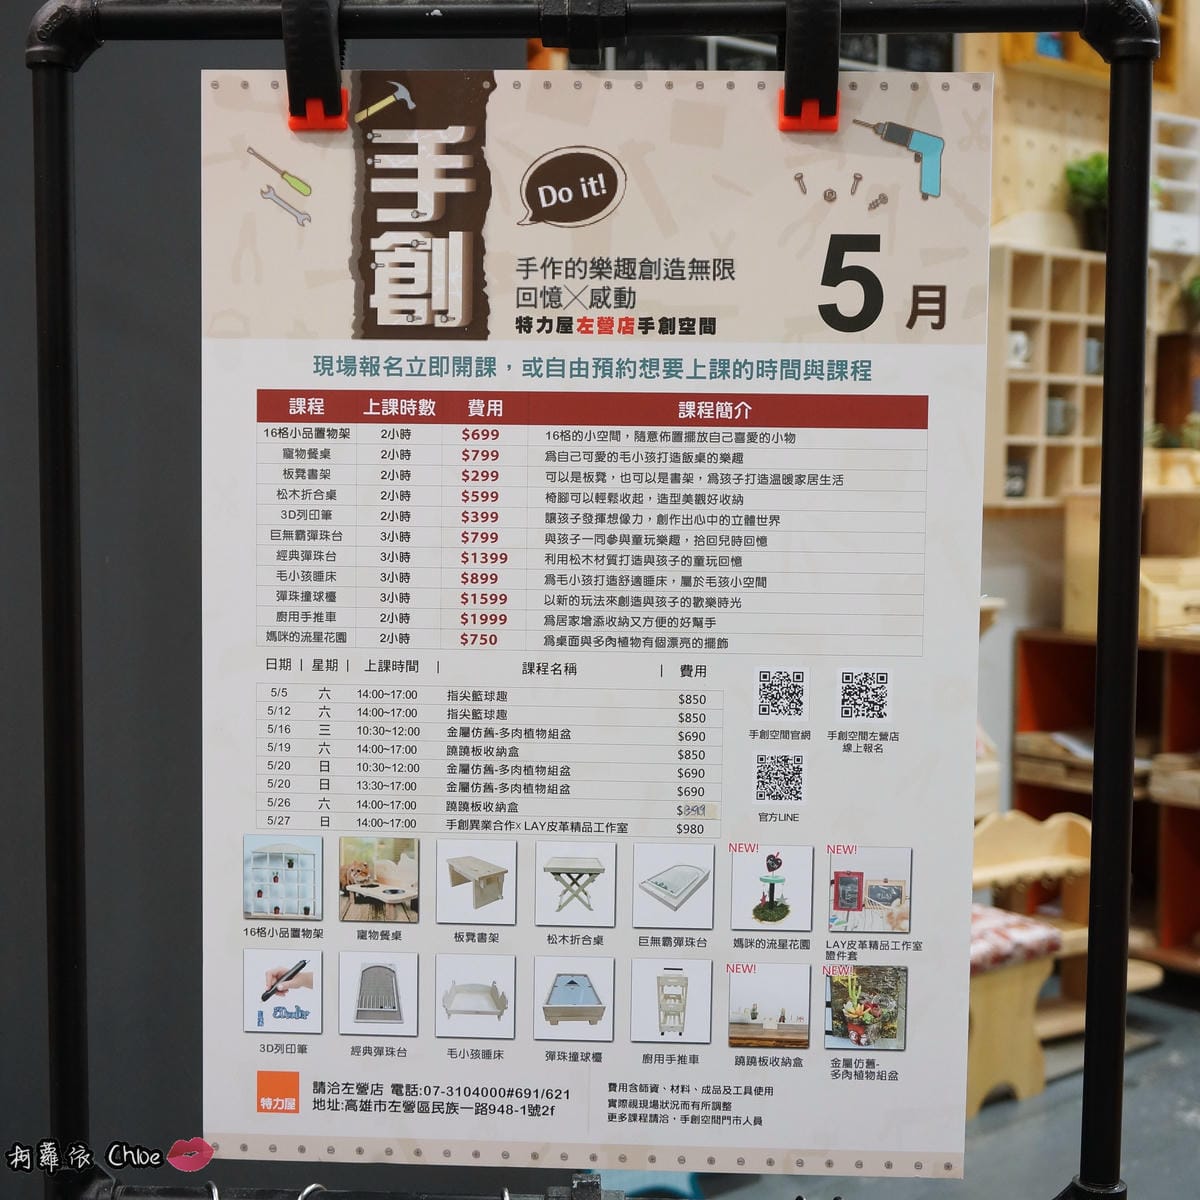 手創
Do it!
手作的樂趣創造無限
回憶╳感動
特力屋左營店手創空間
5月
現場報名立即開課，或自由預約想要上課的時間與課程
課程 上課時數 費用 課程簡介
16格小品置物架 2小時 $699 16格的小空間，隨意佈置擺放自己喜愛的小物
寵物餐桌 2小時 $799 為自己可愛的毛小孩打造飯桌的樂趣
板凳書架 2小時 $299 可以是板凳，也可以是書架，為孩子打造溫暖家居生活
松木折合桌 2小時 $599 椅腳可以輕鬆收起，造型美觀好收納
3D列印筆 2小時 $399 讓孩子發揮想像力，創作出心中的立體世界
巨無霸彈珠台 3小時 $799 與孩子一同參與童玩樂趣，拾回兒時回憶
經典彈珠台 3小時 $1399 利用松木材質打造與孩子的童玩回憶
毛小孩睡床 3小時 $899 為毛小孩打造舒適睡床，屬於毛孩小空間
彈珠撞球檯 3小時 $1599 以新的玩法來創造與孩子的歡樂時光
廚用手推車 2小時 $1999 為居家增添收納又方便的好幫手
媽咪的流星花園 2小時 $750 為桌面與多肉植物有個漂亮的擺飾
日期 | 星期 | 上課時間 | 課程名稱 | 費用
5/5 六 14:00~17:00 指尖籃球趣 $850
5/12 六 14:00~17:00 指尖籃球趣 $850
5/16 三 10:30~12:00 金屬仿舊-多肉植物組盆 $690
5/19 六 14:00~17:00 蹺蹺板收納盒 $850
5/20 日 10:30~12:00 金屬仿舊-多肉植物組盆 $690
5/20 日 13:30~17:00 金屬仿舊-多肉植物組盆 $690
5/26 六 14:00~17:00 蹺蹺板收納盒 $
5/27 日 14:00~17:00 手創異業合作x LAY皮革精品工作室 $980
手創空間官網
手創空間左營店
線上報名
官方LINE
NEW!
NEW!
16格小品置物架 寵物餐桌 板凳書架 松木折合桌 巨無霸彈珠台 媽咪的流星花園 LAY皮革精品工作室
證件套
NEW!
NEW!
3D列印筆 經典彈珠台 毛小孩睡床 彈珠撞球檯 廚用手推車 蹺蹺板收納盒 金屬仿舊-
多肉植物組盆
特力屋
請洽左營店 電話:07-3104000#691/621
地址:高雄市左營區民族一路948-1號2f
費用含師資、材料、成品及工具使用
實際視現場狀況而有所調整
更多課程請洽，手創空間門市人員
柯蘿依 Chloe